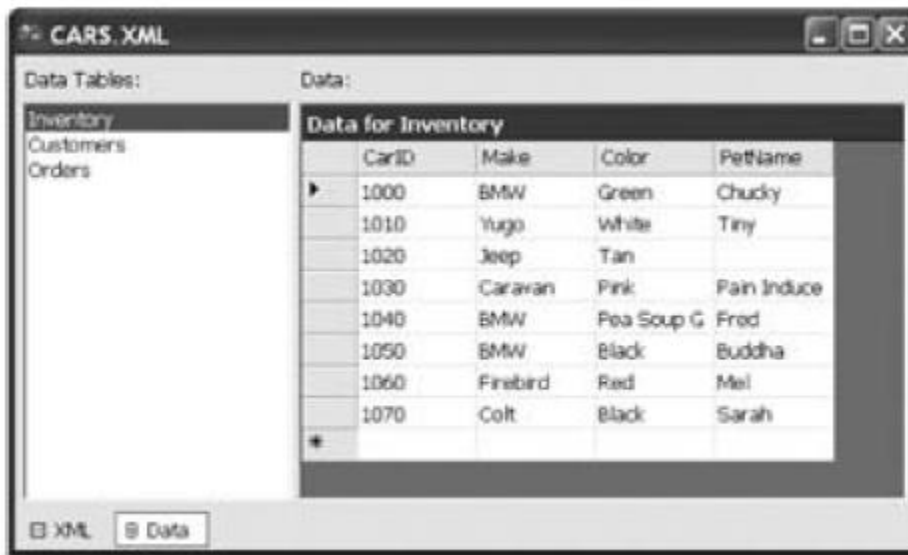 CARS.XML
Data Tables:
Data:
Inventory
Customers
Orders
Data for Inventory
CarID Make Color PetName
1000 BMW Green Chucky
1010 Yugo White Tiny
1020 Jeep Tan
1030 Caravan Pink Pain Induce
1040 BMW Pea Soup G Fred
1050 BMW Black Buddha
1060 Firebird Red Mel
1070 Colt Black Sarah
XML Data